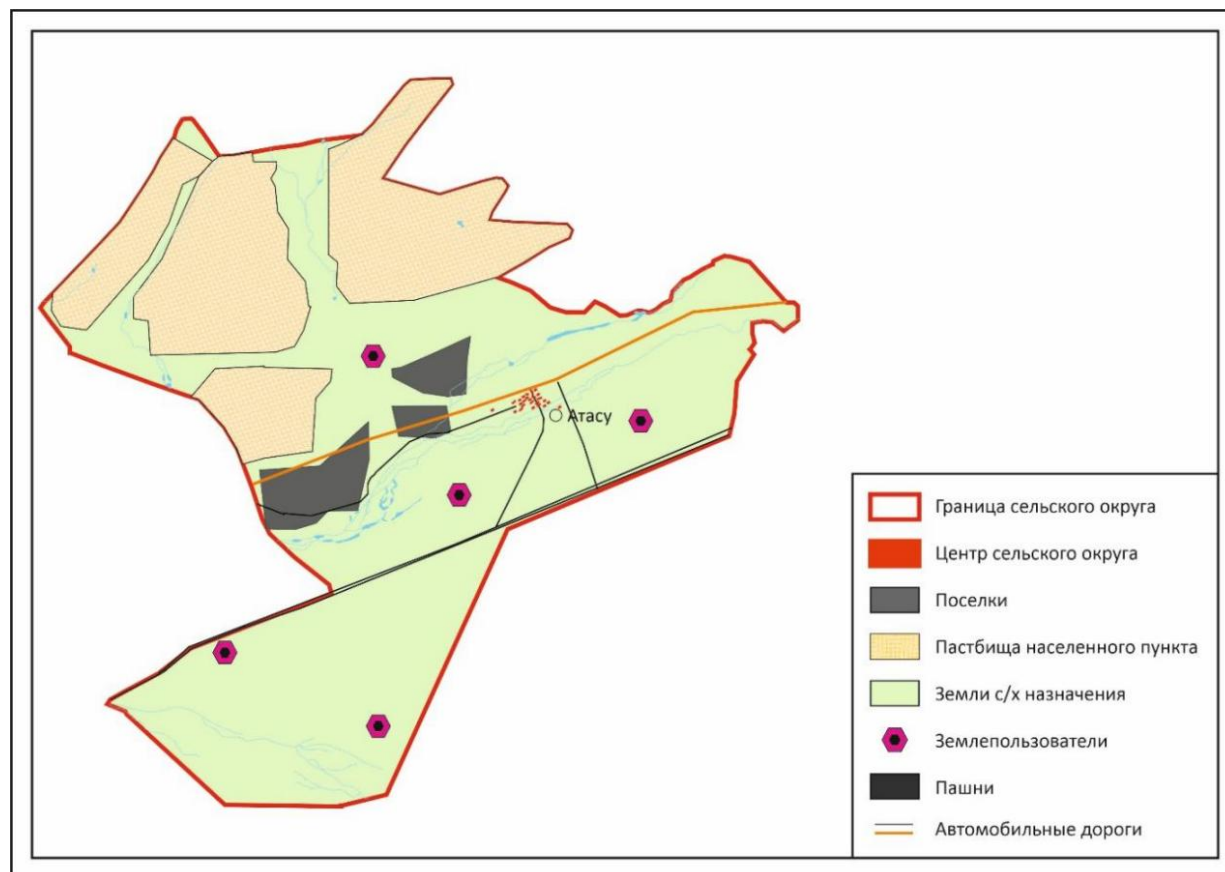 Атасу
Граница сельского округа
Центр сельского округа
Поселки
Пастбища населенного пункта
Земли с/х назначения
Землепользователи
Пашни
Автомобильные дороги